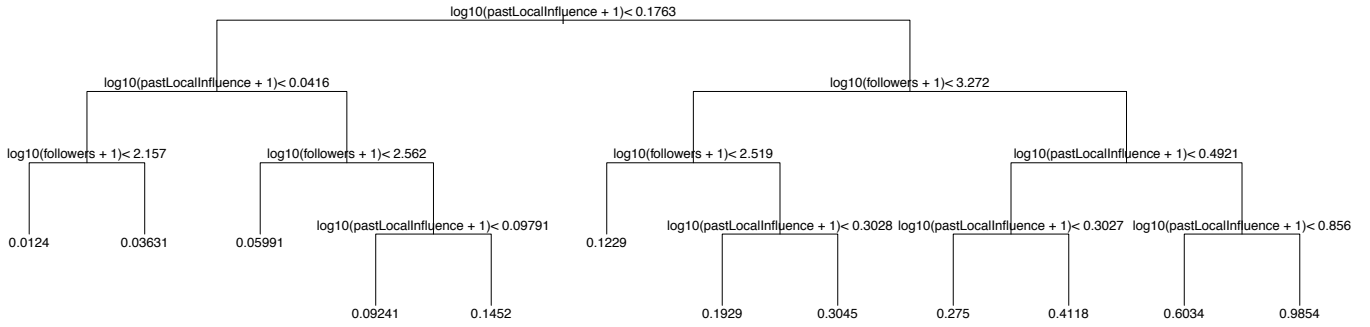 log10(pastLocalInfluence + 1)< 0.1763
log10(pastLocalInfluence + 1)< 0.0416
log10(followers + 1)< 3.272
log10(followers + 1)< 2.157
log10(followers + 1)< 2.562
log10(followers + 1)< 2.519
log10(pastLocalInfluence + 1)< 0.4921
0.0124
0.03631
0.05991
log10(pastLocalInfluence + 1)< 0.09791
0.1229
log10(pastLocalInfluence + 1)< 0.3028
log10(pastLocalInfluence + 1)< 0.3027
log10(pastLocalInfluence + 1)< 0.856
0.09241
0.1452
0.1929
0.3045
0.275
0.4118
0.6034
0.9854